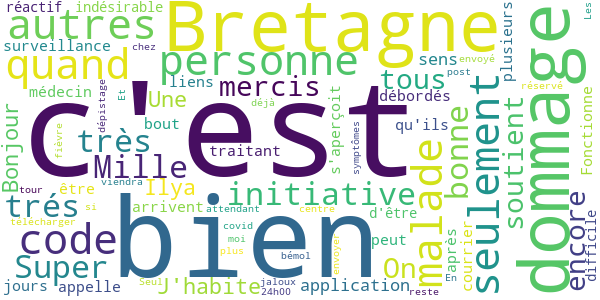 réactif indésirable
autres Bretagne
surveillance personne
quand
médecin liens mercis tous sens plusieurs
Les
chez Et envoyé
post
débordés
dépistage
Une
déjà
réservé
Bonjour
c'est
fièvre
très bout qu'ils
s'aperçoit
symptômes
malade
bonne
seulement
soutient
dommage
Fonctionne
Mille traitant
tour être Ilya initiative
viendra si
trés arrivent d'être
attendant centre
télécharger
code bien
covid peut
moi
plus
On
après
courrier
encore
difficile
Super Seul J'habite bémol
envoyer
En
jours appelle jaloux application
24h00 reste